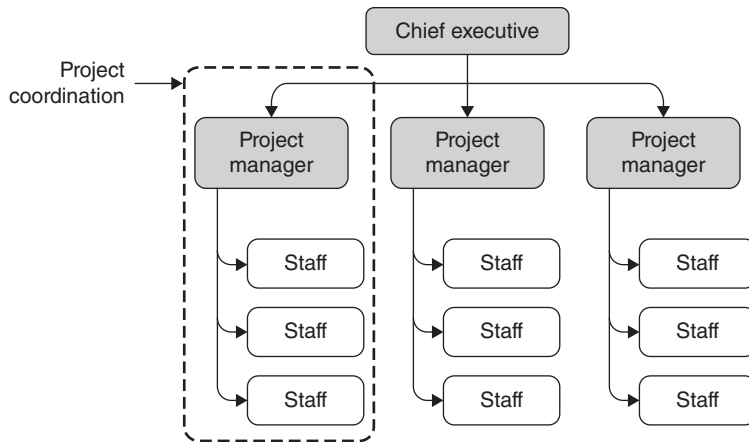 Chief executive
Project
coordination
Project
manager
Project
manager
Project
manager
Staff
Staff
Staff
Staff
Staff
Staff
Staff
Staff
Staff